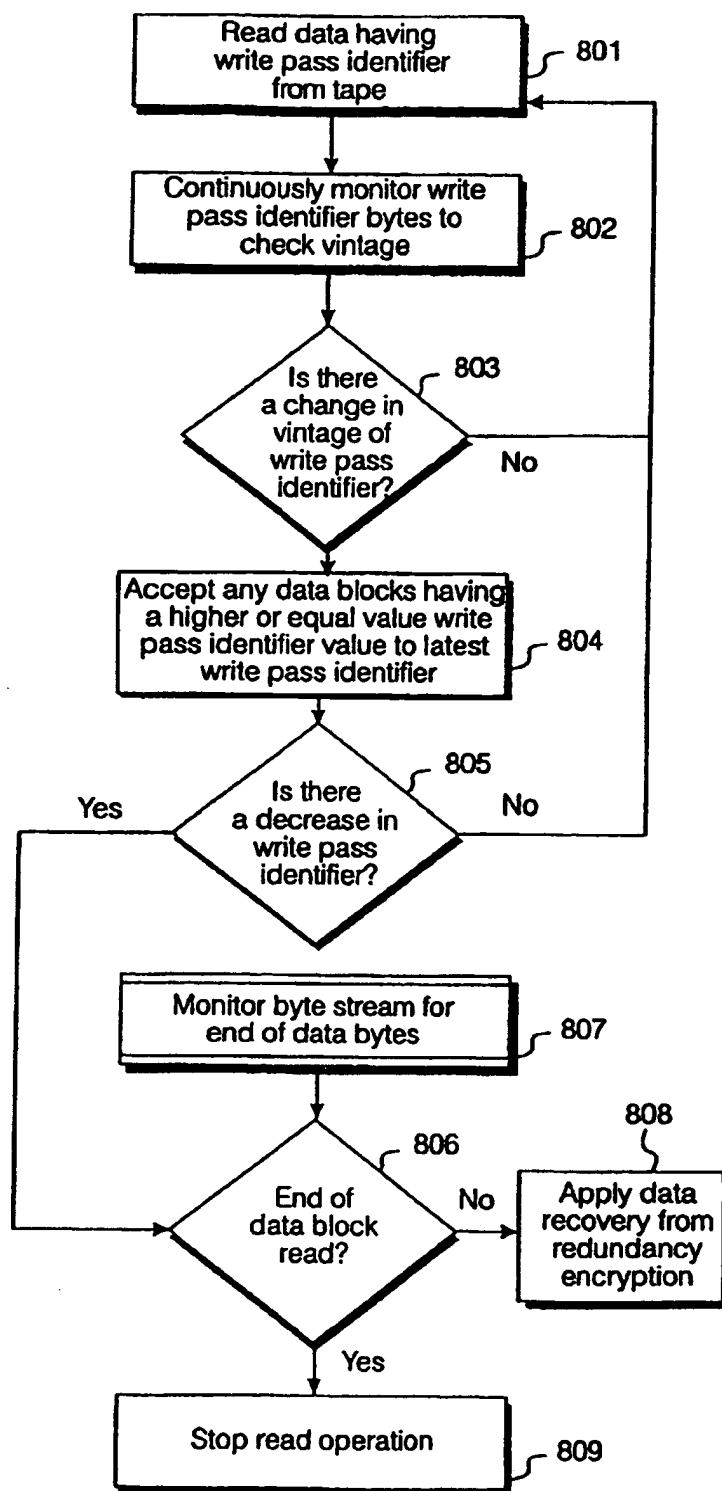 Read data having
write pass identifier
from tape
801
Continuously monitor write
pass identifier bytes to
check vintage
802
803
Is there
a change in
vintage of
write pass
identifier?
No
Accept any data blocks having
a higher or equal value write
pass identifier value to latest
write pass identifier
804
805
Yes
Is there
a decrease in
write pass
identifier?
No
Monitor byte stream for
end of data bytes
807
806
808
End of
data block
read?
No
Apply data
recovery from
redundancy
encryption
Yes
Stop read operation
809